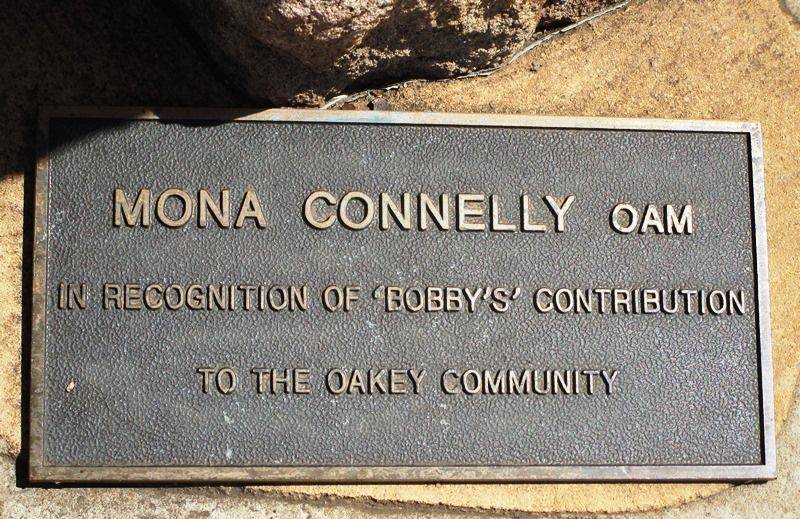 MONA CONNELLY OAM
IN RECOGNITION OF 'BOBBY'S' CONTRIBUTION
TO THE OAKEY COMMUNITY